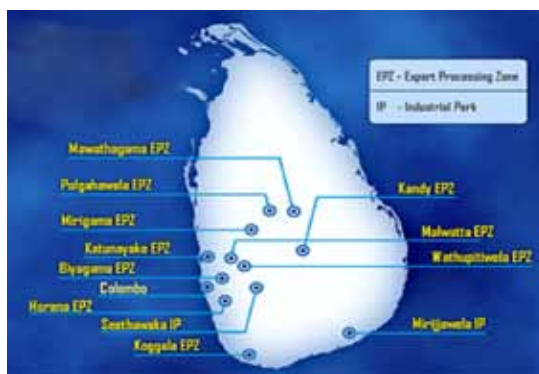 EPZ - Export Processing Zone
IP - Industrial Park
Mawathagama EPZ
Polgahawela EPZ
Kandy EPZ
Mirigama EPZ
Malwatta EPZ
Katunayake EPZ
Wathupitiwela EPZ
Biyagama EPZ
Colombo
Horana EPZ
Seethawaka IP
Mirijjawela IP
Koggala EPZ